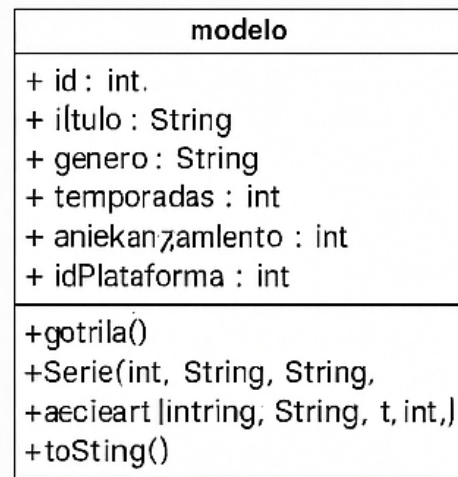 modelo
+ id : int.
+ i(tulo : String
+ genero : String
+ temporadas : int
+ aniekanzamlento : int
+ idPlataforma : int
+gotrila()
+Serie(int, String, String,
+aecieart |intring, String, t, int,)
+toSting()